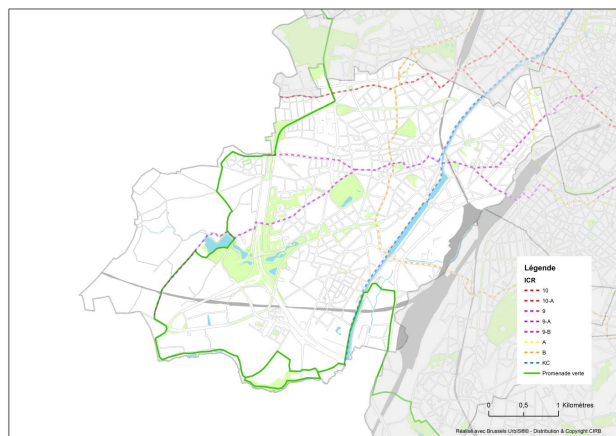 Légende
ICR
10
10-A
9
9-A
9-B
A
B
KC
Promenade verte
0 0,5 1 Kilomètres
Réalisé avec Brussels UrbIS®© - Distribution & Copyright CIRB